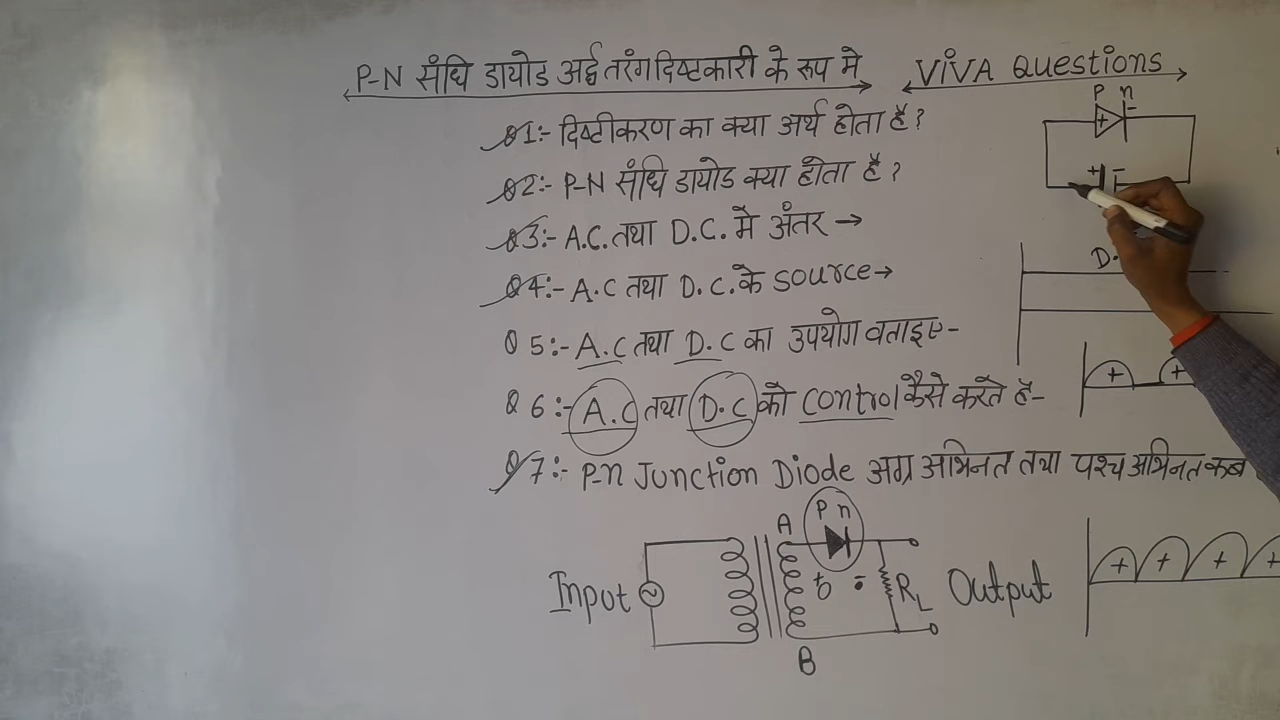 P-N संधि डायोड अर्द्ध तरंग दिष्टकारी के रूप मे
VIVA Questions
P n
+ -
+ -
Q1:- दिष्टीकरण का क्या अर्थ होता है?
Q2:- P-N संधि डायोड क्या होता है ?
Q3:- A.C. तथा D.C. मे अंतर →
Q4:- A.C तथा D.C. के source→
D.
Q5:- A.C तथा D.C का उपयोग वताइए-
+ +
Q6:- A.C तथा D.C को control कैसे करते है-
Q7:- P-n Junction Diode अग्र अभिनत तथा पश्च अभिनत कब
P n
A
Input ~
RL Output
B
+ + + +